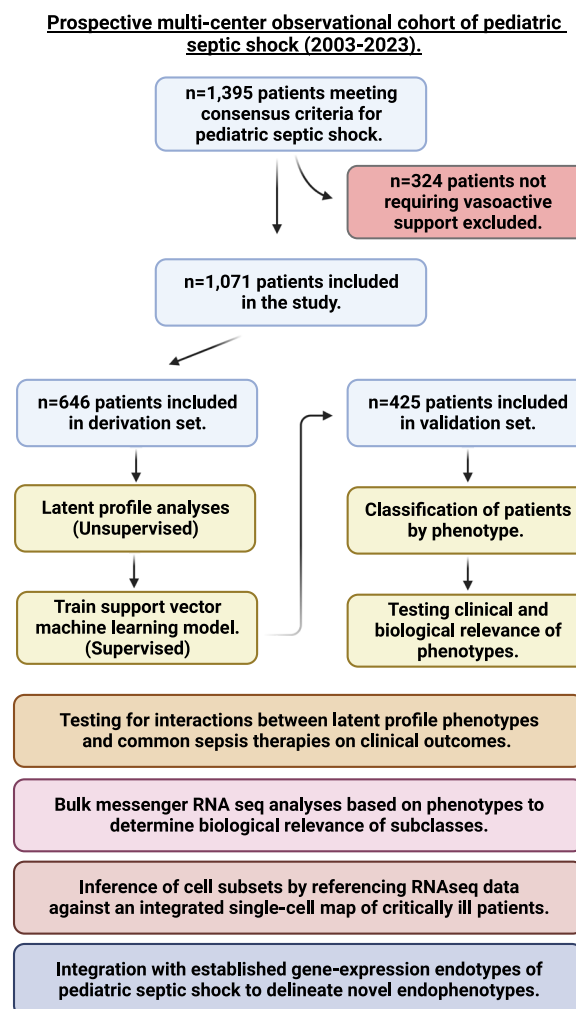 Prospective multi-center observational cohort of pediatric
septic shock (2003-2023).
n=1,395 patients meeting
consensus criteria for
pediatric septic shock.
n=324 patients not
requiring vasoactive
support excluded.
n=1,071 patients included
in the study.
n=646 patients included
in derivation set.
n=425 patients included
in validation set.
Latent profile analyses
(Unsupervised)
Classification of patients
by phenotype.
Train support vector
machine learning model.
(Supervised)
Testing clinical and
biological relevance of
phenotypes.
Testing for interactions between latent profile phenotypes
and common sepsis therapies on clinical outcomes.
Bulk messenger RNA seq analyses based on phenotypes to
determine biological relevance of subclasses.
Inference of cell subsets by referencing RNAseq data
against an integrated single-cell map of critically ill patients.
Integration with established gene-expression endotypes of
pediatric septic shock to delineate novel endophenotypes.